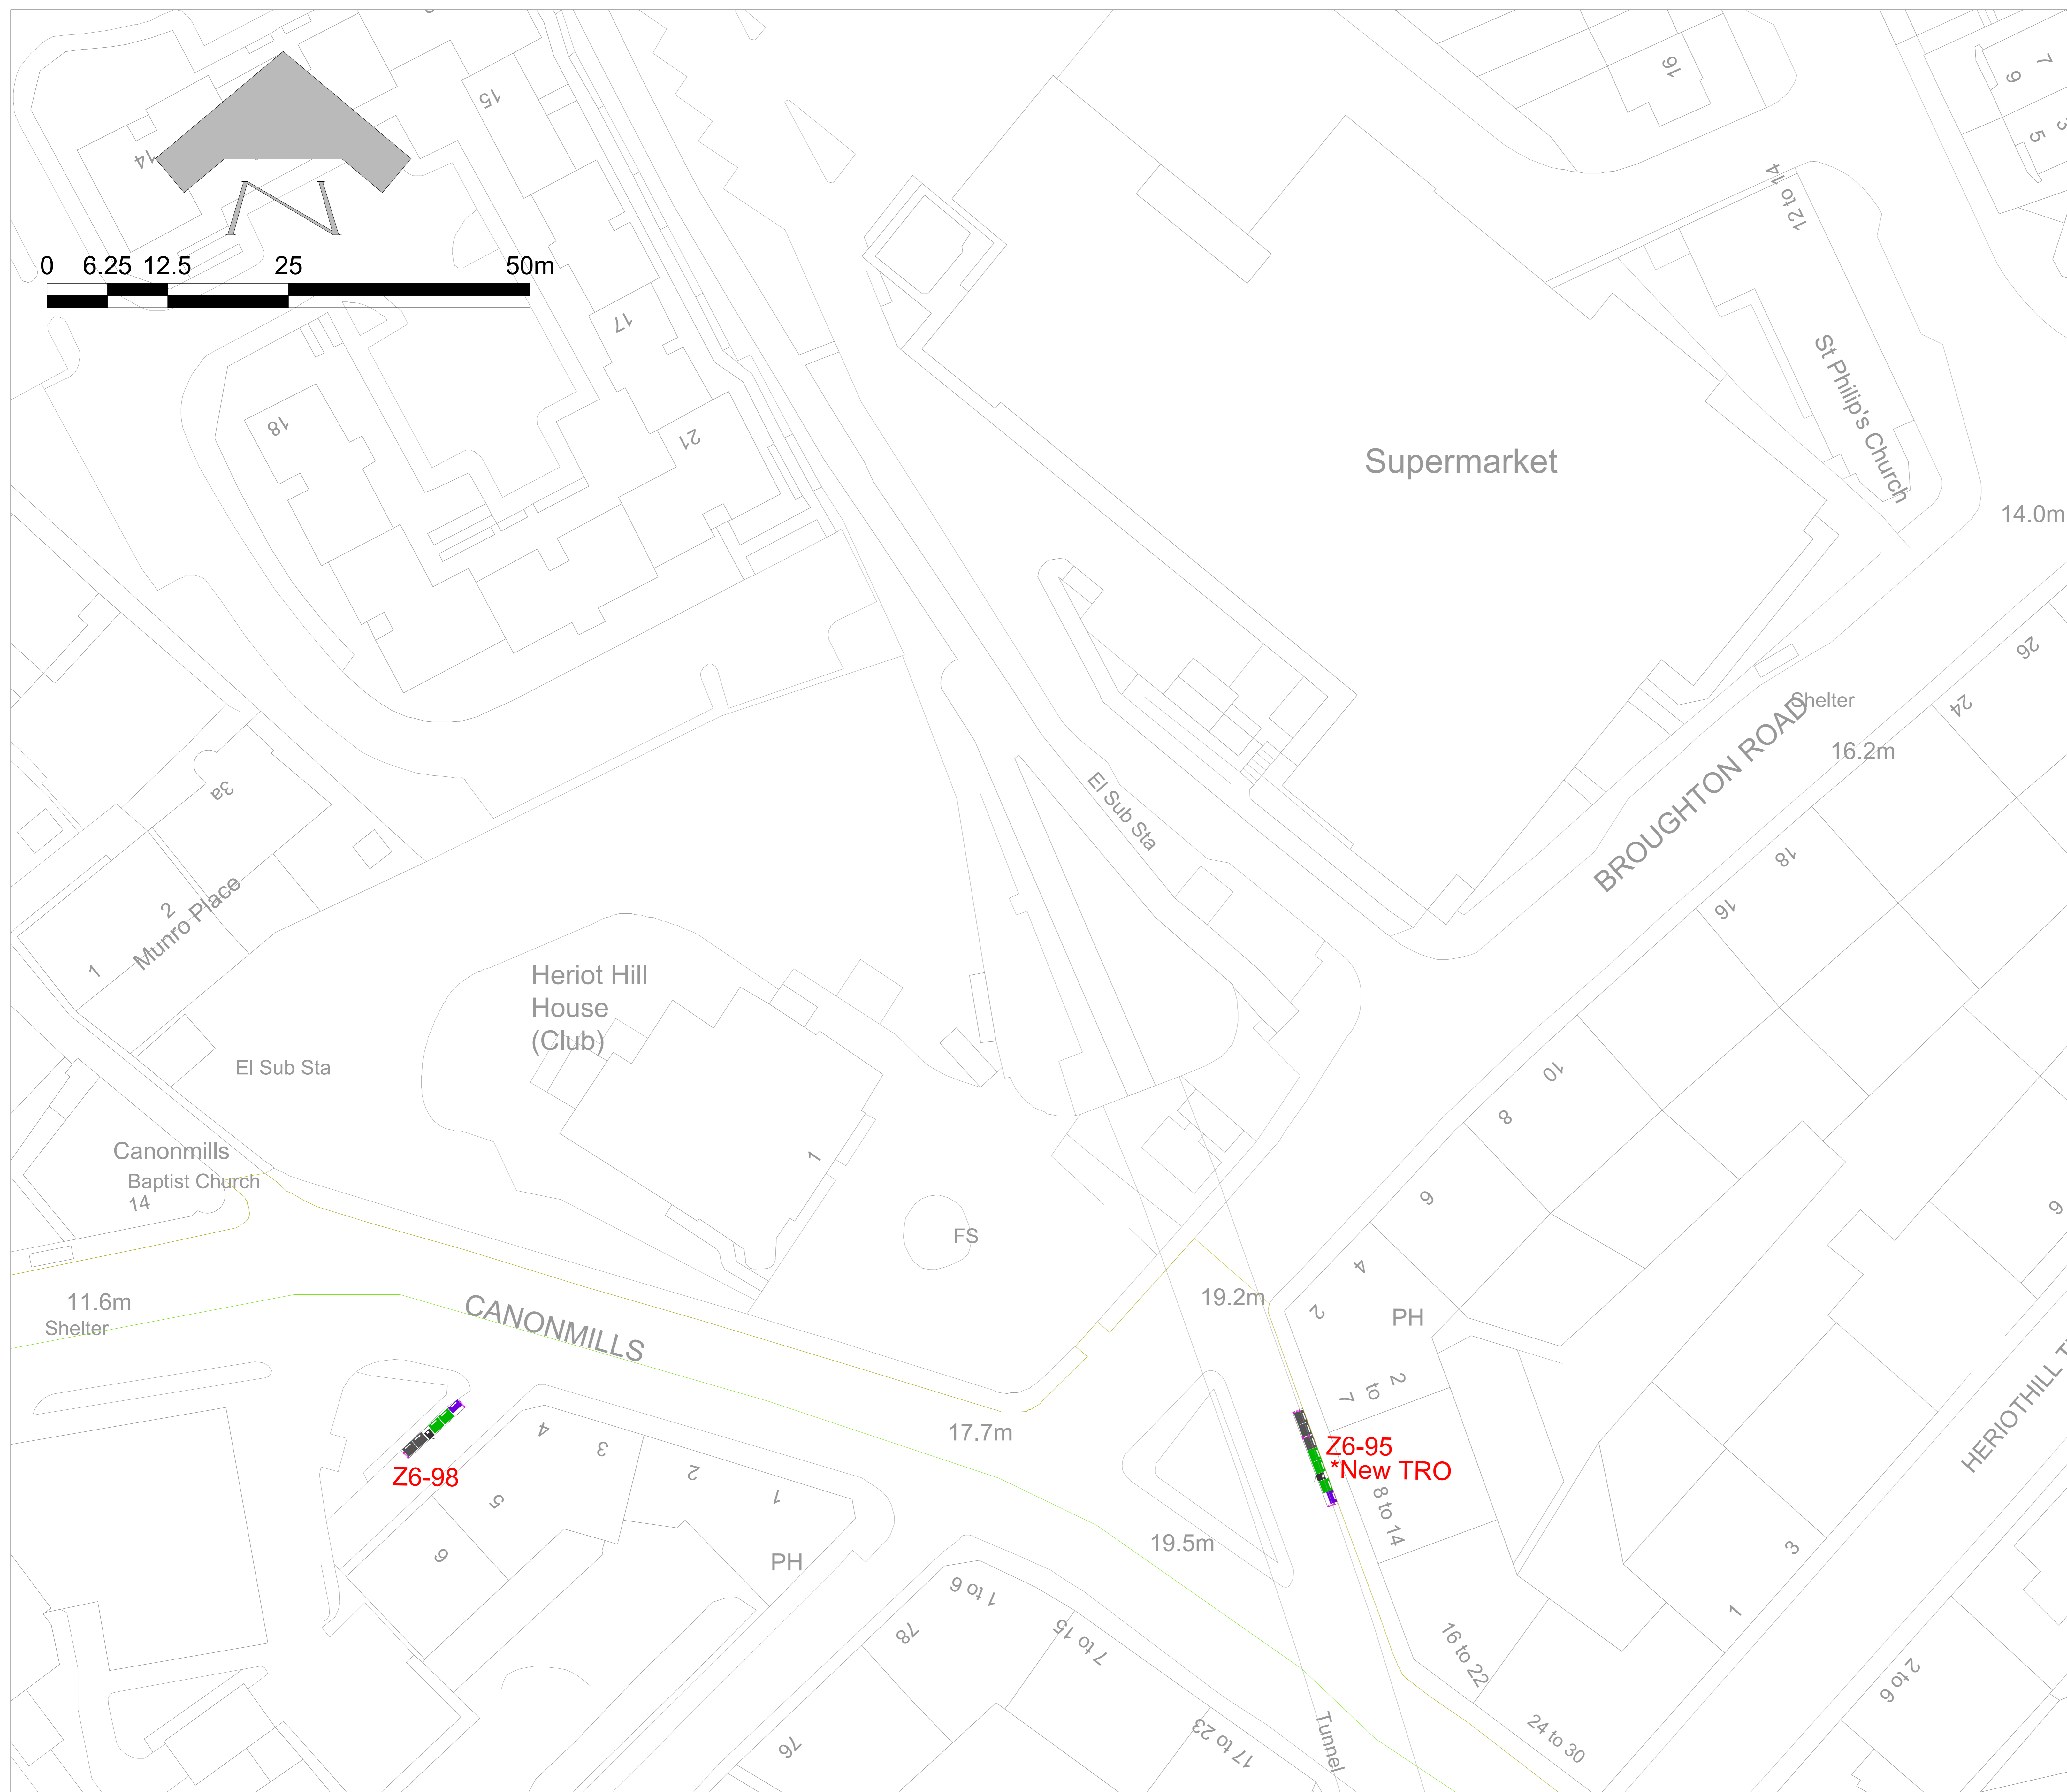 15
16
7
6
5
3
14
12 to 14
N
0 6.25 12.5 25 50m
17
18
21
St Philip's Church
Supermarket
14.0m
26
24
Shelter
16.2m
BROUGHTON ROAD
El Sub Sta
3a
2
Munro Place
1
18
16
Heriot Hill
House
(Club)
El Sub Sta
10
8
Canonmills
Baptist Church
14
1
6
9
FS
4
11.6m
Shelter
CANONMILLS
19.2m
2
PH
2
to
7
HERIOTHILL T
Z6-98
4
3
2
1
17.7m
Z6-95
*New TRO
5
8 to 14
6
PH
19.5m
3
1 to 6
78
7 to 15
1
16 to 22
2 to 6
76
17 to 23
Tunnel
24 to 30